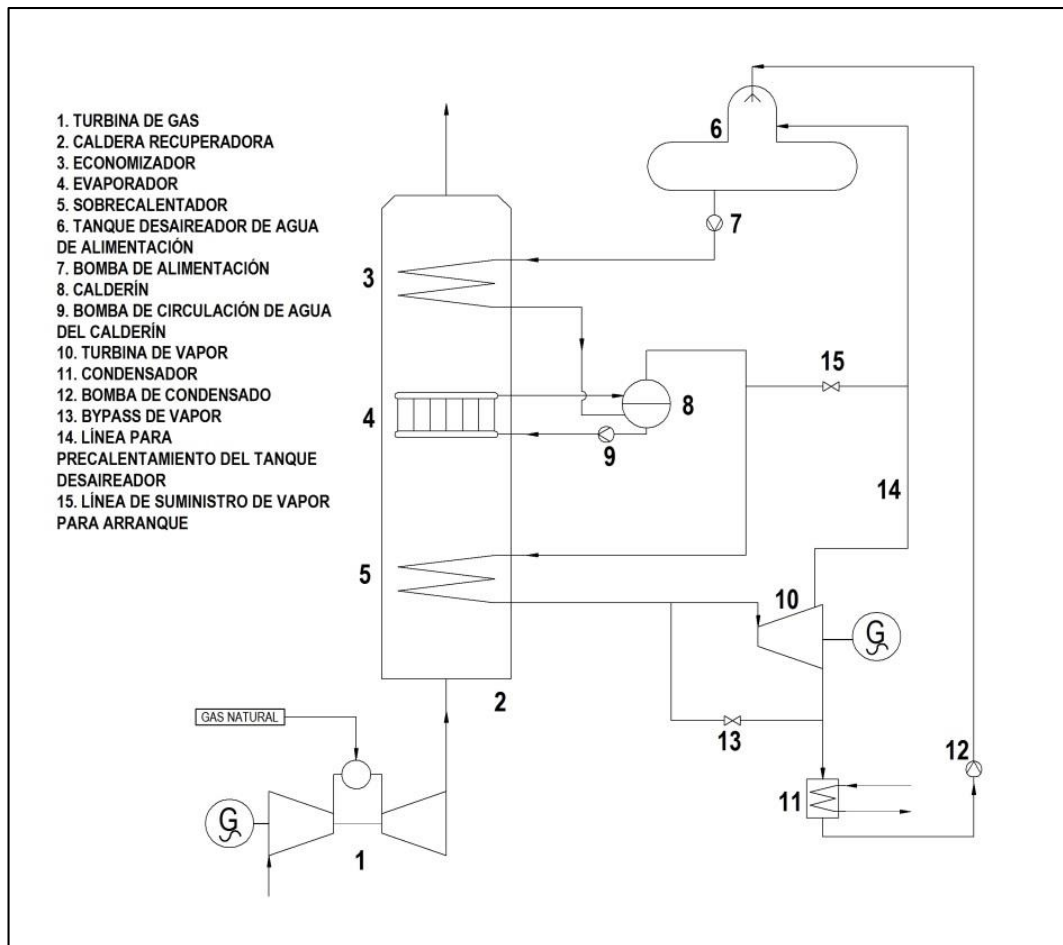 1. TURBINA DE GAS
2. CALDERA RECUPERADORA
3. ECONOMIZADOR
4. EVAPORADOR
5. SOBRECALENTADOR
6. TANQUE DESAIREADOR DE AGUA
DE ALIMENTACIÓN
7. BOMBA DE ALIMENTACIÓN
8. CALDERÍN
9. BOMBA DE CIRCULACIÓN DE AGUA
DEL CALDERÍN
10. TURBINA DE VAPOR
11. CONDENSADOR
12. BOMBA DE CONDENSADO
13. BYPASS DE VAPOR
14. LÍNEA PARA
PRECALENTAMIENTO DEL TANQUE
DESAIREADOR
15. LÍNEA DE SUMINISTRO DE VAPOR
PARA ARRANQUE
6
7
3
15
8
4
9
14
5
10
G
2
GAS NATURAL
13
12
11
G
1